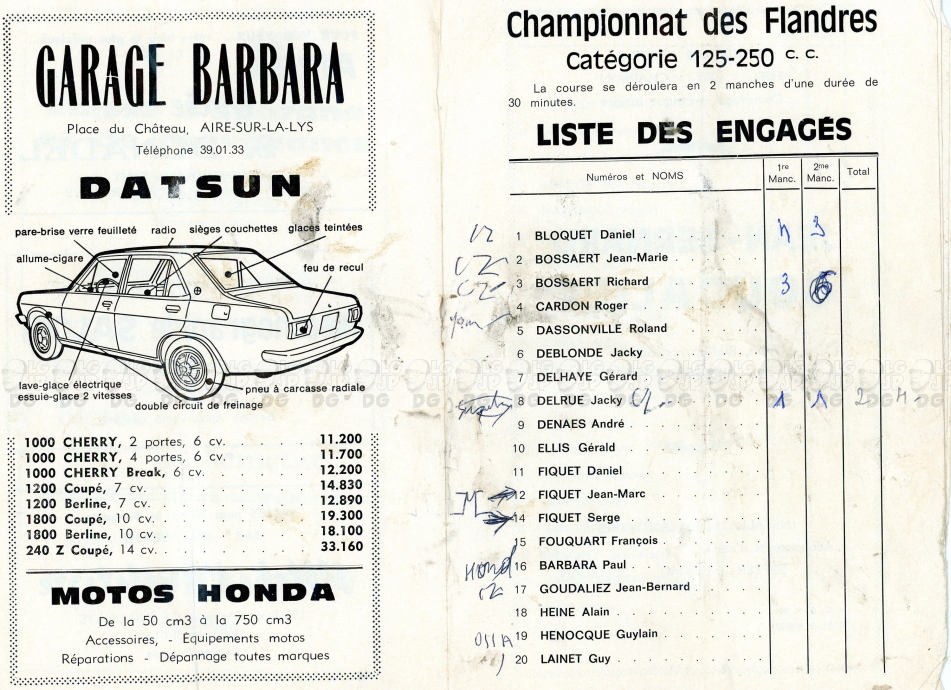 GARAGE BARBARA
Place du Château, AIRE-SUR-LA-LYS
Téléphone 39.01.33
DATSUN
pare-brise verre feuilleté radio sièges couchettes glaces teintées
allume-cigare
feu de recul
lave-glace électrique
essuie-glace 2 vitesses
pneu à carcasse radiale
double circuit de freinage
1000 CHERRY, 2 portes, 6 cv. 11.200
1000 CHERRY, 4 portes, 6 cv. 11.700
1000 CHERRY Break, 6 cv. 12.200
1200 Coupé, 7 cv. 14.830
1200 Berline, 7 cv. 12.890
1800 Coupé, 10 cv. 19.300
1800 Berline, 10 cv. 18.100
240 Z Coupé, 14 cv. 33.160
MOTOS HONDA
De la 50 cm3 à la 750 cm3
Accessoires, - Équipements motos
Réparations - Dépannage toutes marques
Championnat des Flandres
Catégorie 125-250 c. c.
La course se déroulera en 2 manches d'une durée de
30 minutes.
LISTE DES ENGAGÉS
Numéros et NOMS 1re Manc. 2me Manc. Total
1 BLOQUET Daniel 4 3
2 BOSSAERT Jean-Marie
CZ 3 BOSSAERT Richard 3
4 CARDON Roger
5 DASSONVILLE Roland
6 DEBLONDE Jacky
7 DELHAYE Gérard
8 DELRUE Jacky 1 1
9 DENAES André
10 ELLIS Gérald
11 FIQUET Daniel
12 FIQUET Jean-Marc
14 FIQUET Serge
15 FOUQUART François
Hond 16 BARBARA Paul
CZ 17 GOUDALIEZ Jean-Bernard
18 HEINE Alain
OSSA 19 HENOCQUE Guylain
20 LAINET Guy